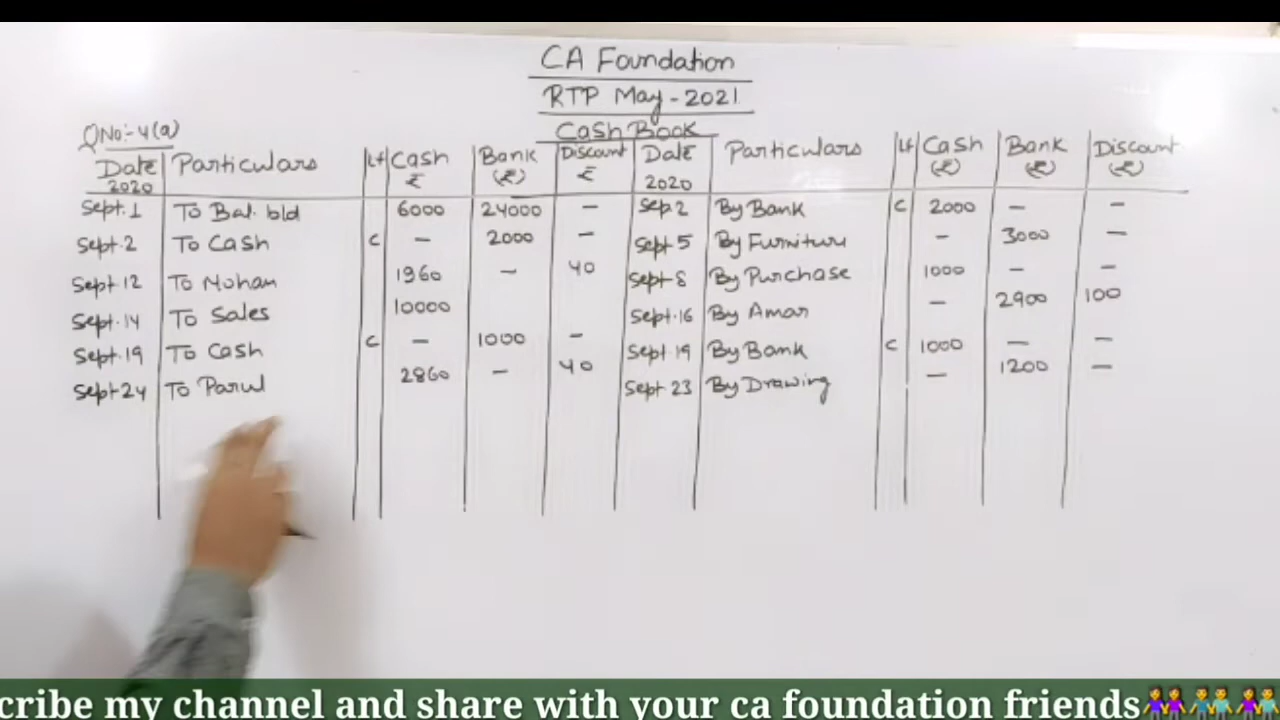 CA Foundation
RTP May-2021
QNo:-4(a)
Cash Book
Date 2020 Particulars Lf Cash ₹ Bank (₹) Discount ₹ Date 2020 Particulars Lf Cash (₹) Bank (₹) Discount (₹)
Sept.1 To Bal. bld 6000 24000 – Sep.2 By Bank C 2000 – –
Sept.2 To Cash C – 2000 – Sept 5 By Furniture – 3000 –
Sept 12 To Mohan 1960 – 40 Sept 8 By Purchase 1000 – –
Sept.14 To Sales 10000 Sept.16 By Amar – 2900 100
Sept.19 To Cash C – 1000 – Sept 19 By Bank C 1000 – –
Sept 24 To Parul 2860 – 40 Sept 23 By Drawing – 1200 –
cribe my channel and share with your ca foundation friends👭👫👫👭👫